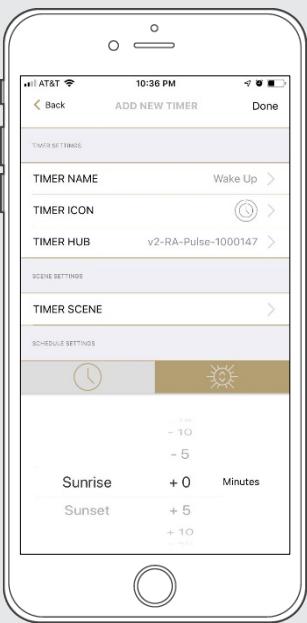 AT&T 10:36 PM
Back ADD NEW TIMER Done
TIMER SETTINGS
TIMER NAME Wake Up
TIMER ICON
TIMER HUB v2-RA-Pulse-1000147
SCENE SETTINGS
TIMER SCENE
SCHEDULE SETTINGS
- 10
- 5
Sunrise + 0 Minutes
Sunset + 5
+ 10